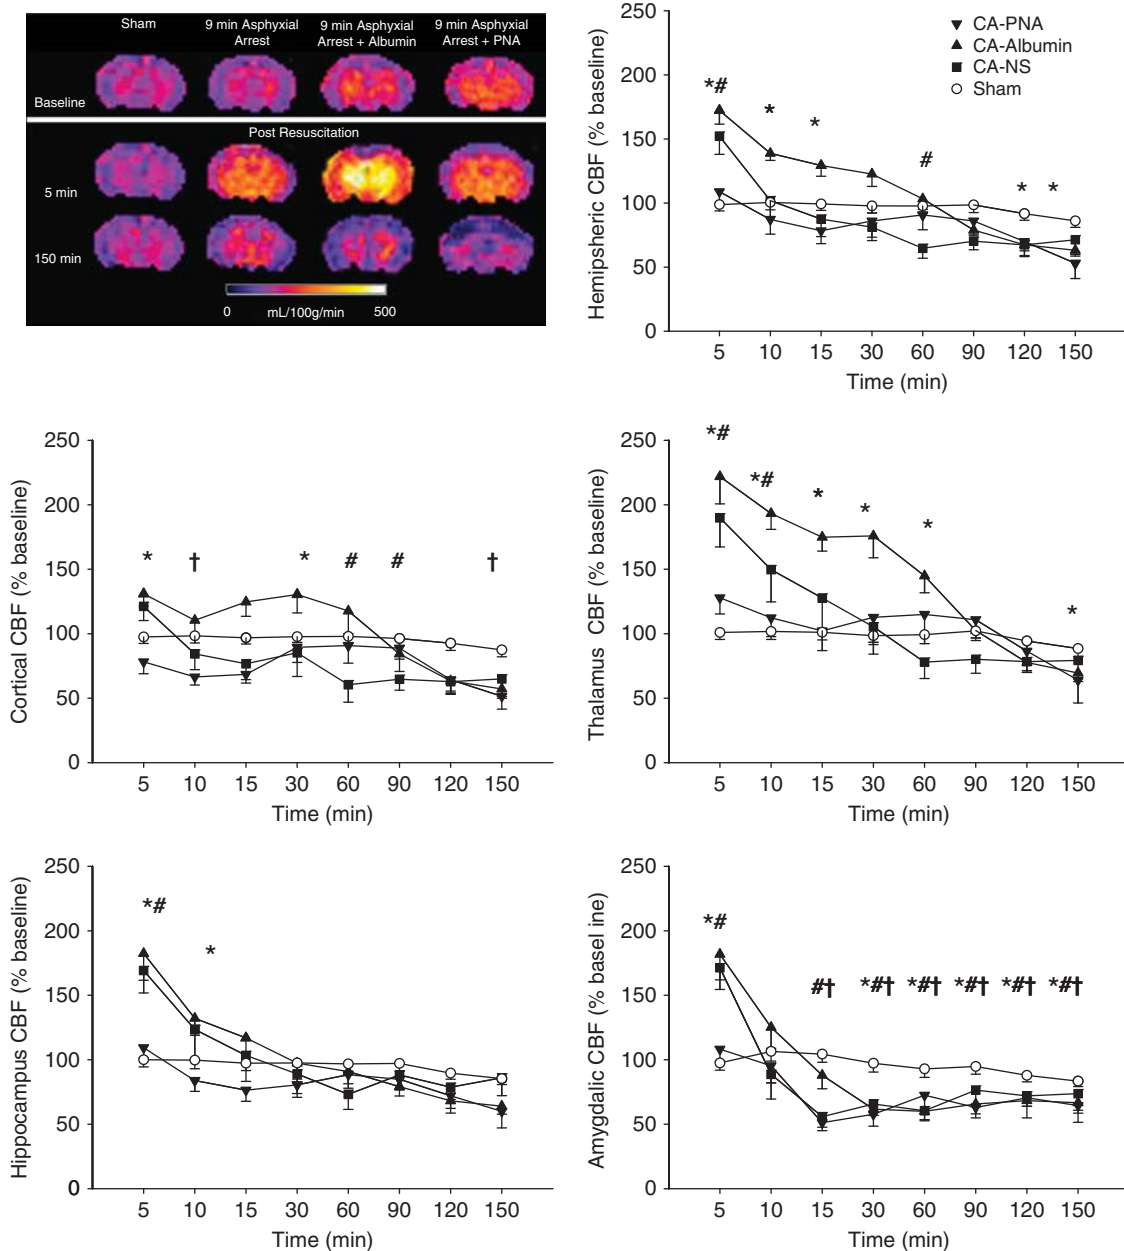 Sham
9 min Asphyxial
Arrest
9 min Asphyxial
Arrest + Albumin
9 min Asphyxial
Arrest + PNA
Baseline
Post Resuscitation
5 min
150 min
0 mL/100g/min 500
250
200
150
100
50
0
Hemipsheric CBF (% baseline)
CA-PNA
CA-Albumin
CA-NS
Sham
*# * * # * *
5 10 15 30 60 90 120 150
Time (min)
250
200
150
100
50
0
Cortical CBF (% baseline)
* † * # # †
5 10 15 30 60 90 120 150
Time (min)
250
200
150
100
50
0
Thalamus CBF (% baseline)
*# *# * * * *
5 10 15 30 60 90 120 150
Time (min)
250
200
150
100
50
0
Hippocampus CBF (% baseline)
*# *
5 10 15 30 60 90 120 150
Time (min)
250
200
150
100
50
0
Amygdalic CBF (% basel ine)
*# #† *#† *#† *#† *#† *#†
5 10 15 30 60 90 120 150
Time (min)